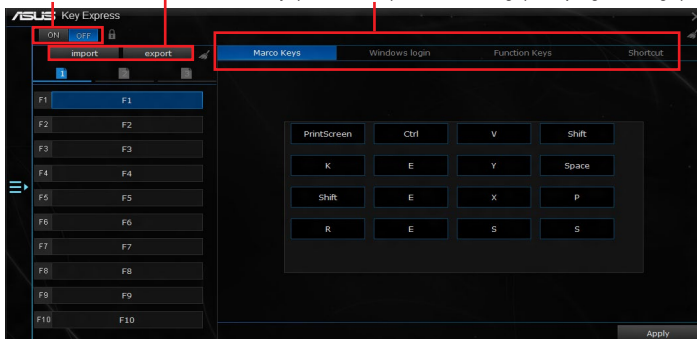 ASUS Key Express
ON OFF
import export
Marco Keys Windows login Function Keys Shortcut
1 2 3
F1 F1
F2 F2
F3 F3
F4 F4
F5 F5
F6 F6
F7 F7
F8 F8
F9 F9
F10 F10
PrintScreen Ctrl V Shift
K E Y Space
Shift E X P
R E S S
Apply